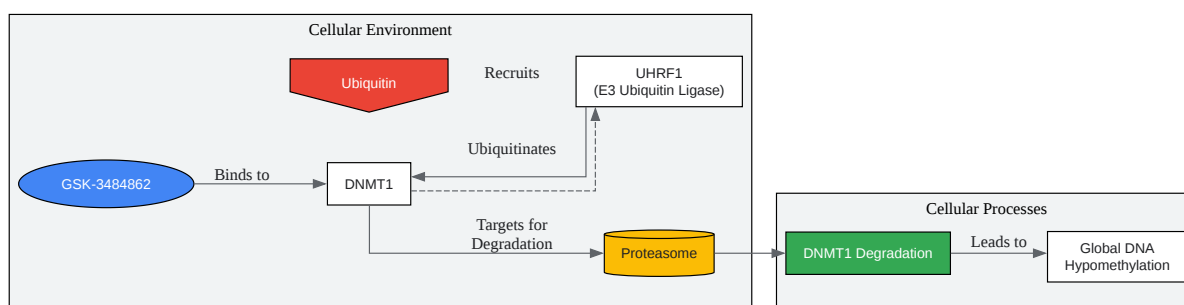 Cellular Environment
Ubiquitin
Recruits
UHRF1
(E3 Ubiquitin Ligase)
Ubiquitinates
GSK-3484862
Binds to
DNMT1
Targets for
Degradation
Proteasome
Cellular Processes
DNMT1 Degradation
Leads to
Global DNA
Hypomethylation